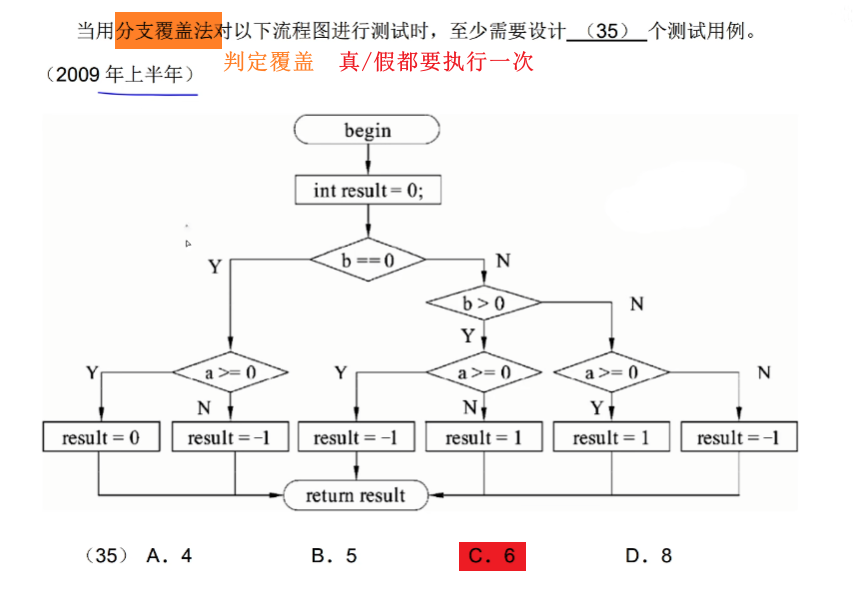 当用分支覆盖法对以下流程图进行测试时，至少需要设计 （35） 个测试用例。
（2009 年上半年） 判定覆盖 真/假都要执行一次
begin
int result = 0;
b == 0
Y
N
b > 0
N
Y
Y
a >= 0
Y
a >= 0
a >= 0
N
N
N
Y
result = 0
result = -1
result = -1
result = 1
result = 1
result = -1
return result
（35） A．4 B．5 C．6 D．8